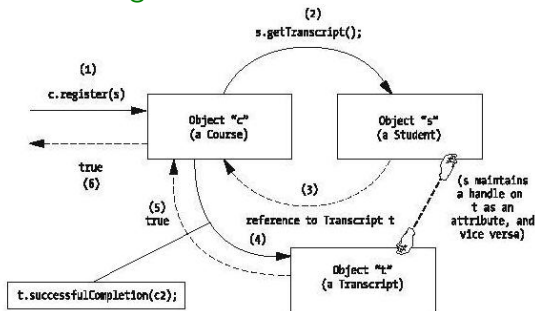 (2)
s.getTranscript();
(1)
c.register(s)
Object "c"
(a Course)
Object "s"
(a Student)
true
(6)
(3)
(5)
true
reference to Transcript t
(4)
(s maintains
a handle on
t as an
attribute, and
vice versa)
Object "t"
(a Transcript)
t.successfulCompletion(c2);